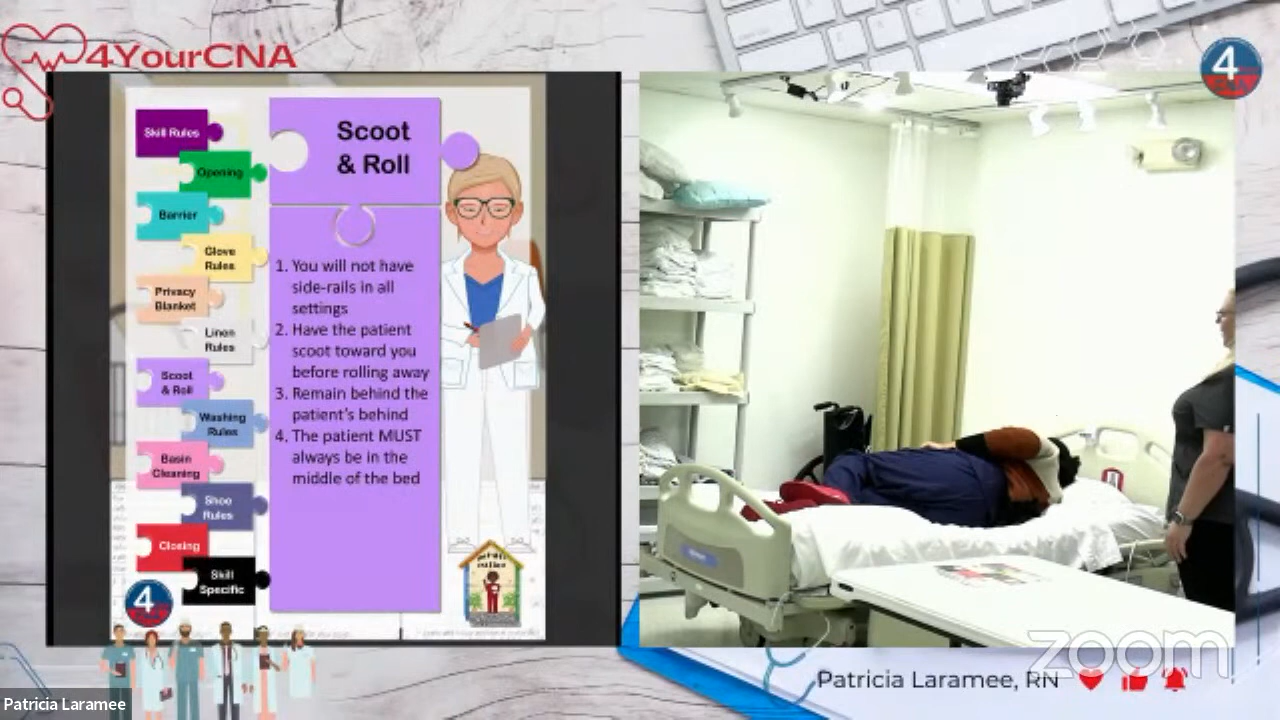 4YourCNA
4
Skill Rules
Opening
Barrier
Glove
Rules
Privacy
Blanket
Linen
Rules
Scoot
& Roll
Washing
Rules
Basin
Cleaning
Shoe
Rules
Closing
Skill
Specific
4
Scoot
& Roll
1. You will not have
side-rails in all
settings
2. Have the patient
scoot toward you
before rolling away
3. Remain behind the
patient's behind
4. The patient MUST
always be in the
middle of the bed
zoom
Patricia Laramee, RN
Patricia Laramee